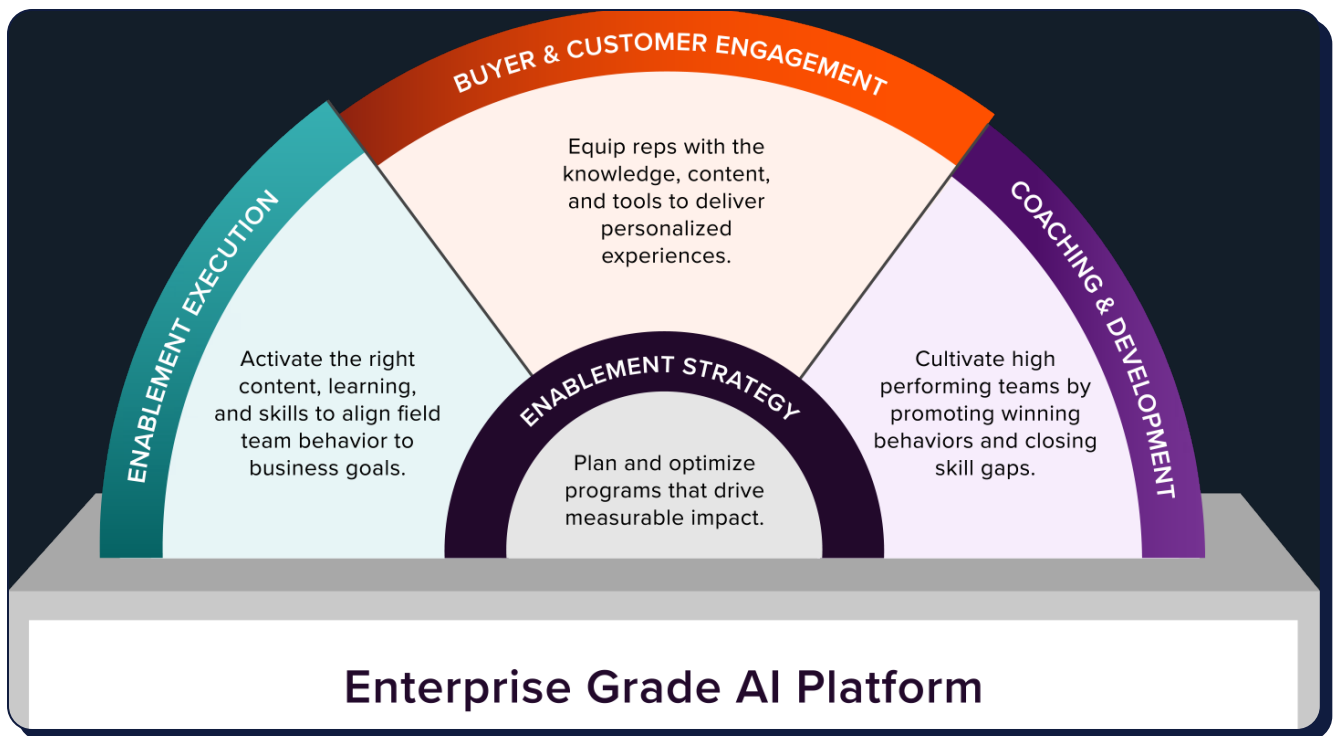 BUYER & CUSTOMER ENGAGEMENT
Equip reps with the
knowledge, content,
and tools to deliver
personalized
experiences.
ENABLEMENT EXECUTION
Activate the right
content, learning,
and skills to align field
team behavior to
business goals.
ENABLEMENT STRATEGY
Plan and optimize
programs that drive
measurable impact.
COACHING & DEVELOPMENT
Cultivate high
performing teams by
promoting winning
behaviors and closing
skill gaps.
Enterprise Grade AI Platform